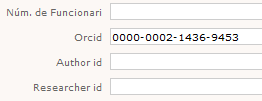 Núm. de Funcionari
Orcid 0000-0002-1436-9453
Author id
Researcher id